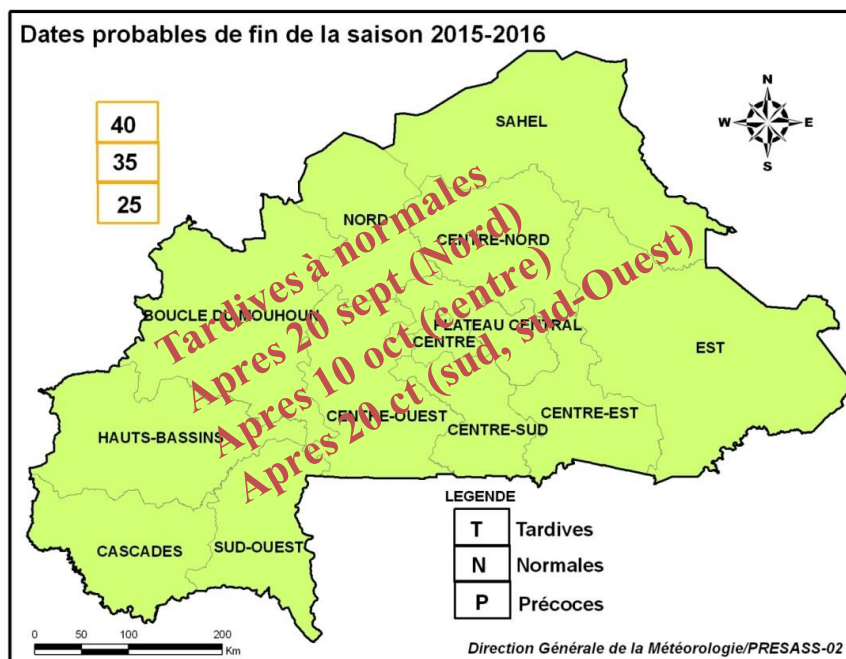 Dates probables de fin de la saison 2015-2016
40
35
25
N
W E
S
SAHEL
NORD
CENTRE-NORD
BOUCLE DU MOUHOUN
PLATEAU CENTRAL
CENTRE
EST
HAUTS-BASSINS
CENTRE-OUEST
CENTRE-SUD
CENTRE-EST
CASCADES
SUD-OUEST
Tardives à normales
Apres 20 sept (Nord)
Apres 10 oct (centre)
Apres 20 ct (sud, sud-Ouest)
LEGENDE
T Tardives
N Normales
P Précoces
0 50 100 200
Km
Direction Générale de la Météorologie/PRESASS-02